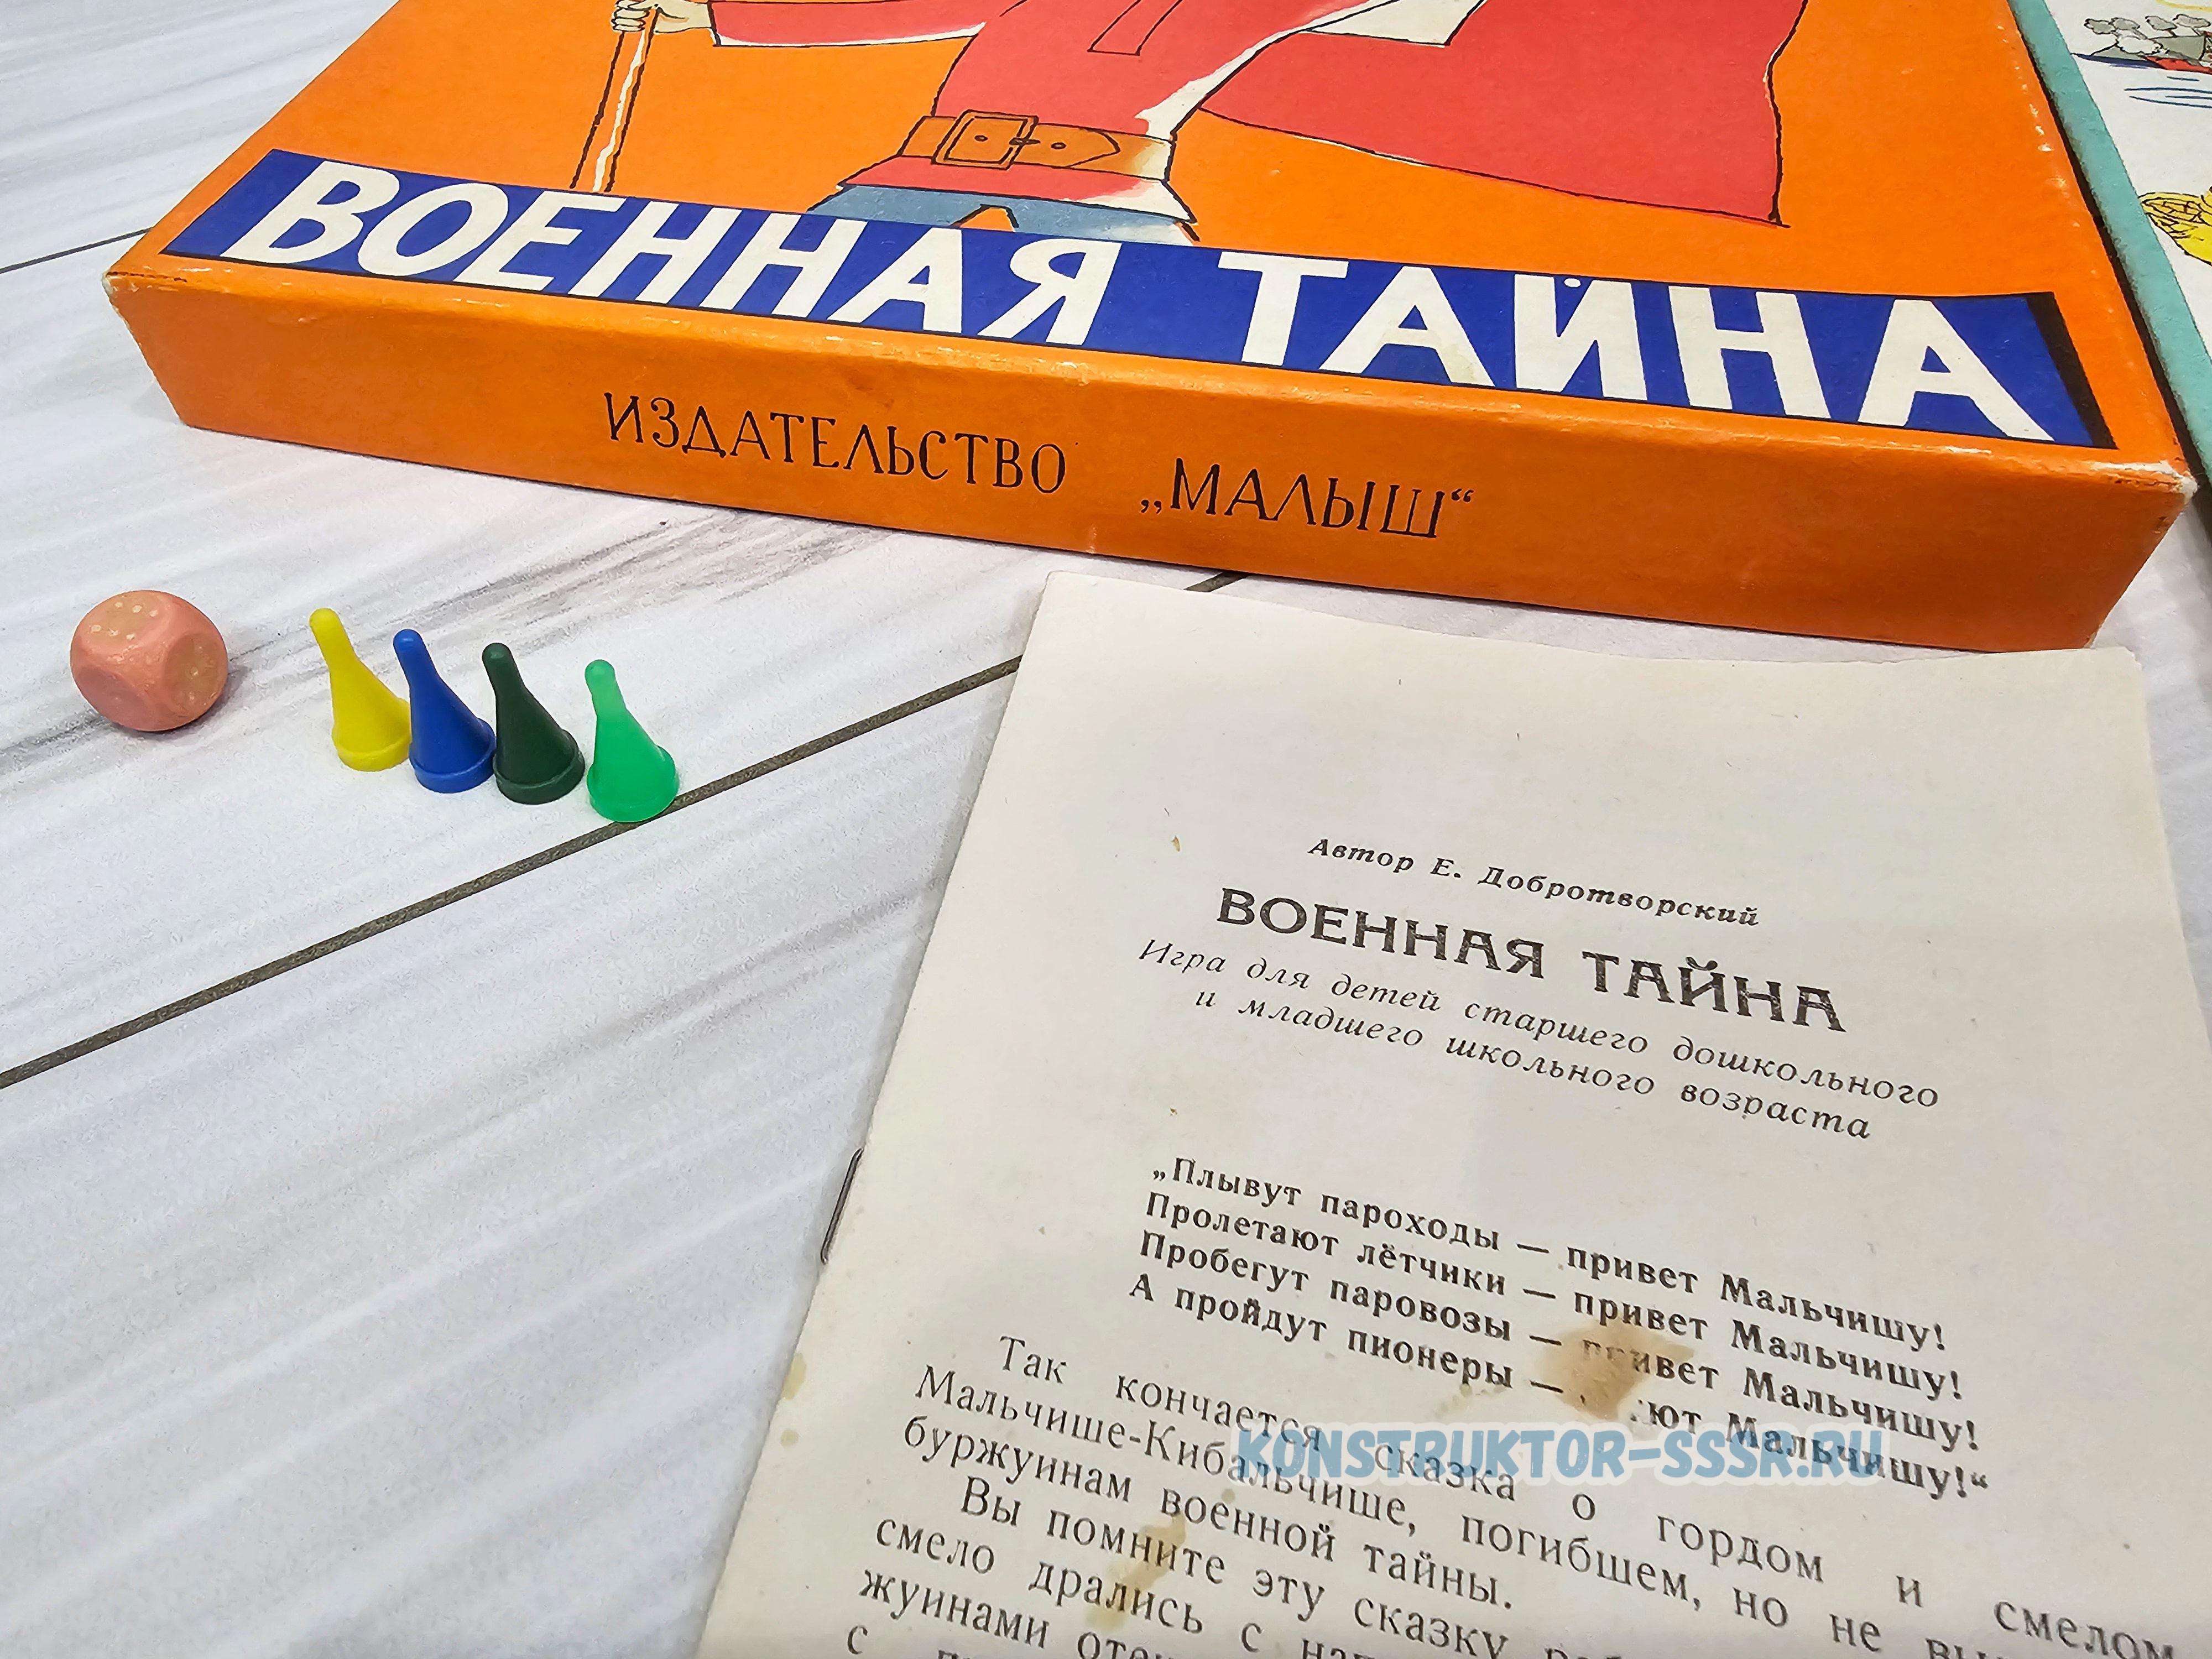 ВОЕННАЯ ТАЙНА
ИЗДАТЕЛЬСТВО „МАЛЫШ“
Автор Е. Добротворский
ВОЕННАЯ ТАЙНА
Игра для детей старшего дошкольного
и младшего школьного возраста
„Плывут пароходы — привет Мальчишу!
Пролетают лётчики — привет Мальчишу!
Пробегут паровозы — привет Мальчишу!
А пройдут пионеры — Мальчишу!“
Так кончается сказка о гордом и смелом
Мальчише-Кибальчише, погибшем, но не
буржуинам военной тайны.
Вы помните эту сказку
смело дрались с
жуинами
с
KONSTRUKTOR-SSSR.RU